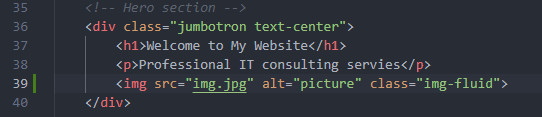 35 <!-- Hero section -->
36 <div class="jumbotron text-center">
37 <h1>Welcome to My Website</h1>
38 <p>Professional IT consulting servies</p>
39 <img src="img.jpg" alt="picture" class="img-fluid">
40 </div>